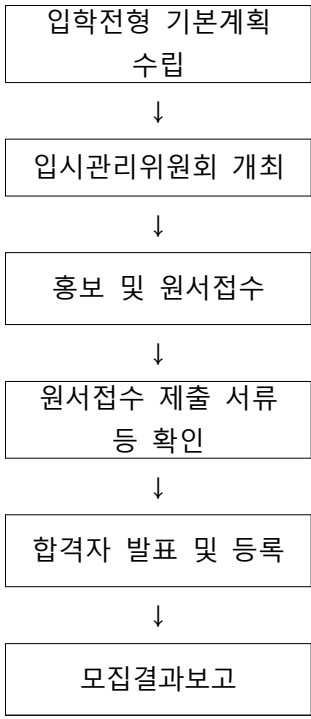 입학전형 기본계획
수립
↓
입시관리위원회 개최
↓
홍보 및 원서접수
↓
원서접수 제출 서류
등 확인
↓
합격자 발표 및 등록
↓
모집결과보고